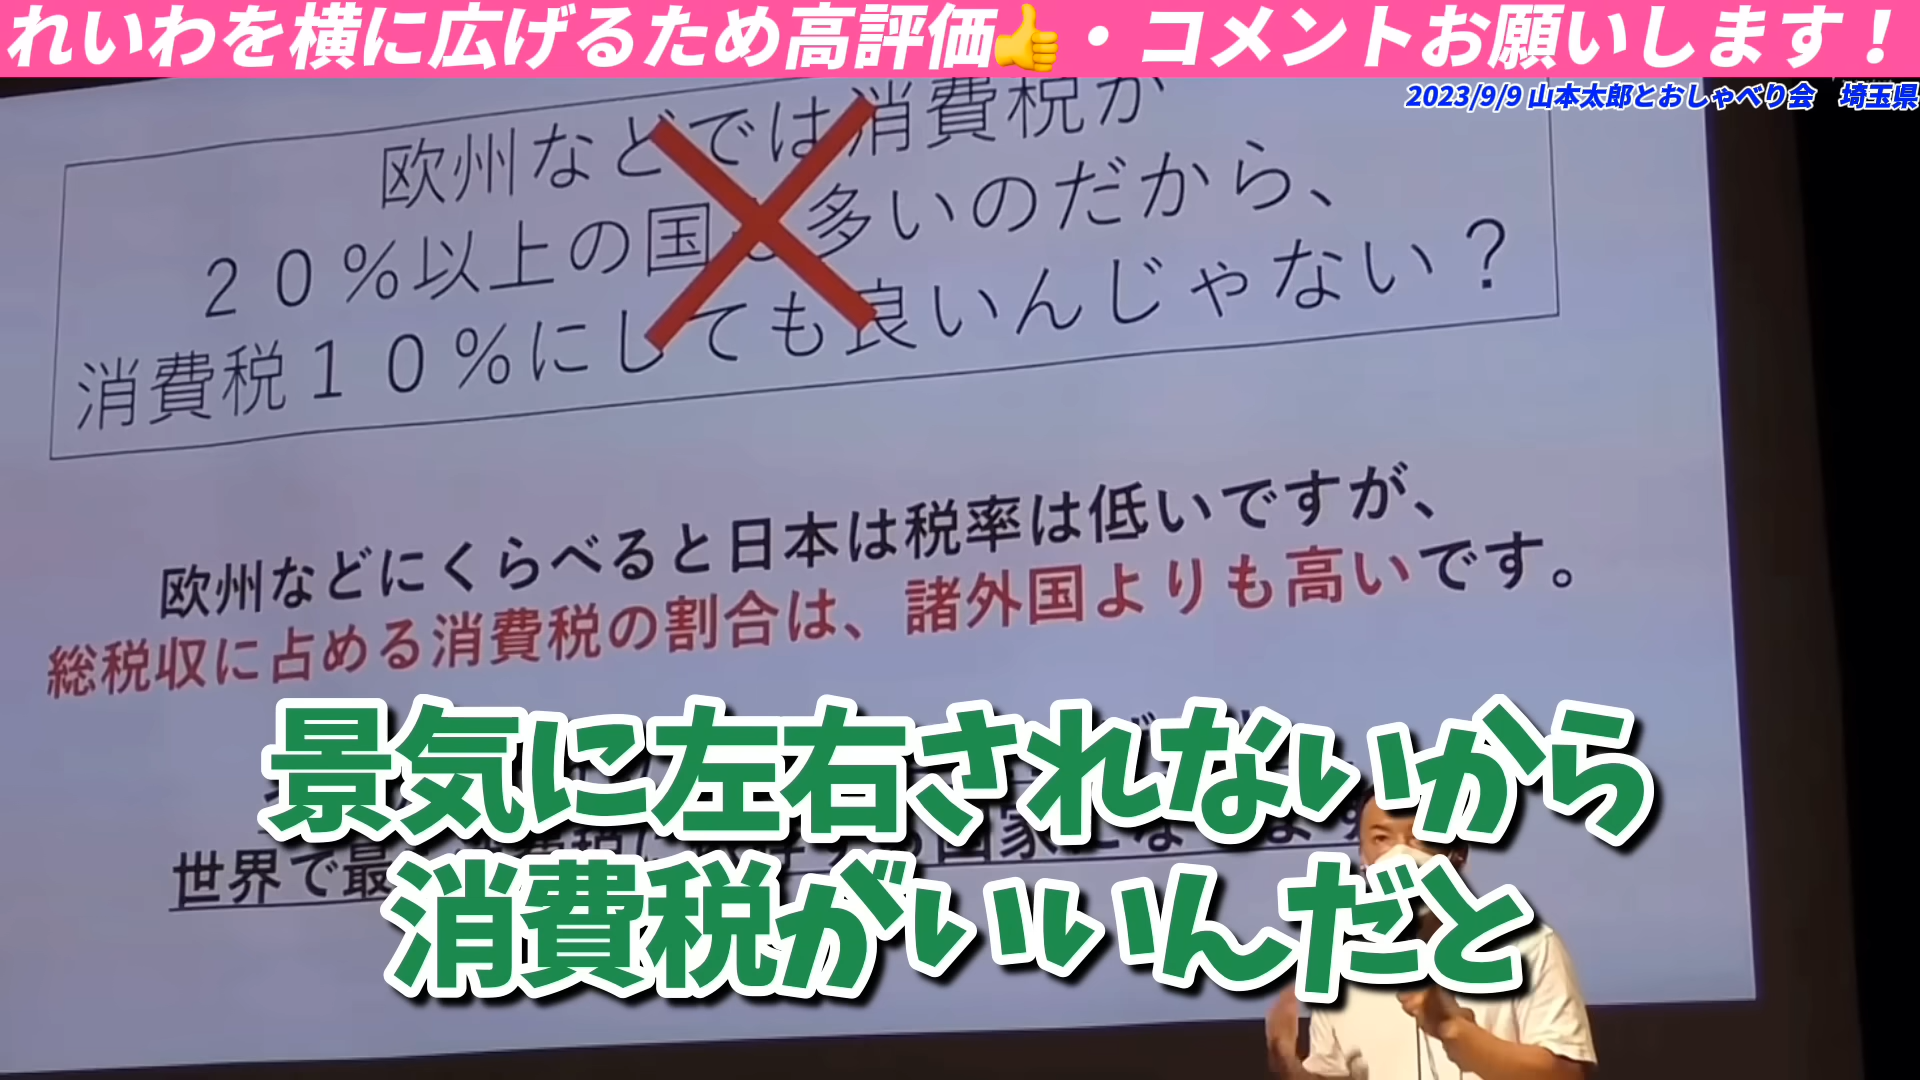 れいわを横に広げるため高評価👍・コメントお願いします！
2023/9/9 山本太郎とおしゃべり会　埼玉県
欧州などでは消費税が
２０％以上の国も多いのだから、
消費税１０％にしても良いんじゃない？
欧州などにくらべると日本は税率は低いですが、
総税収に占める消費税の割合は、諸外国よりも高いです。
世界で最
景気に左右されないから
消費税がいいんだと